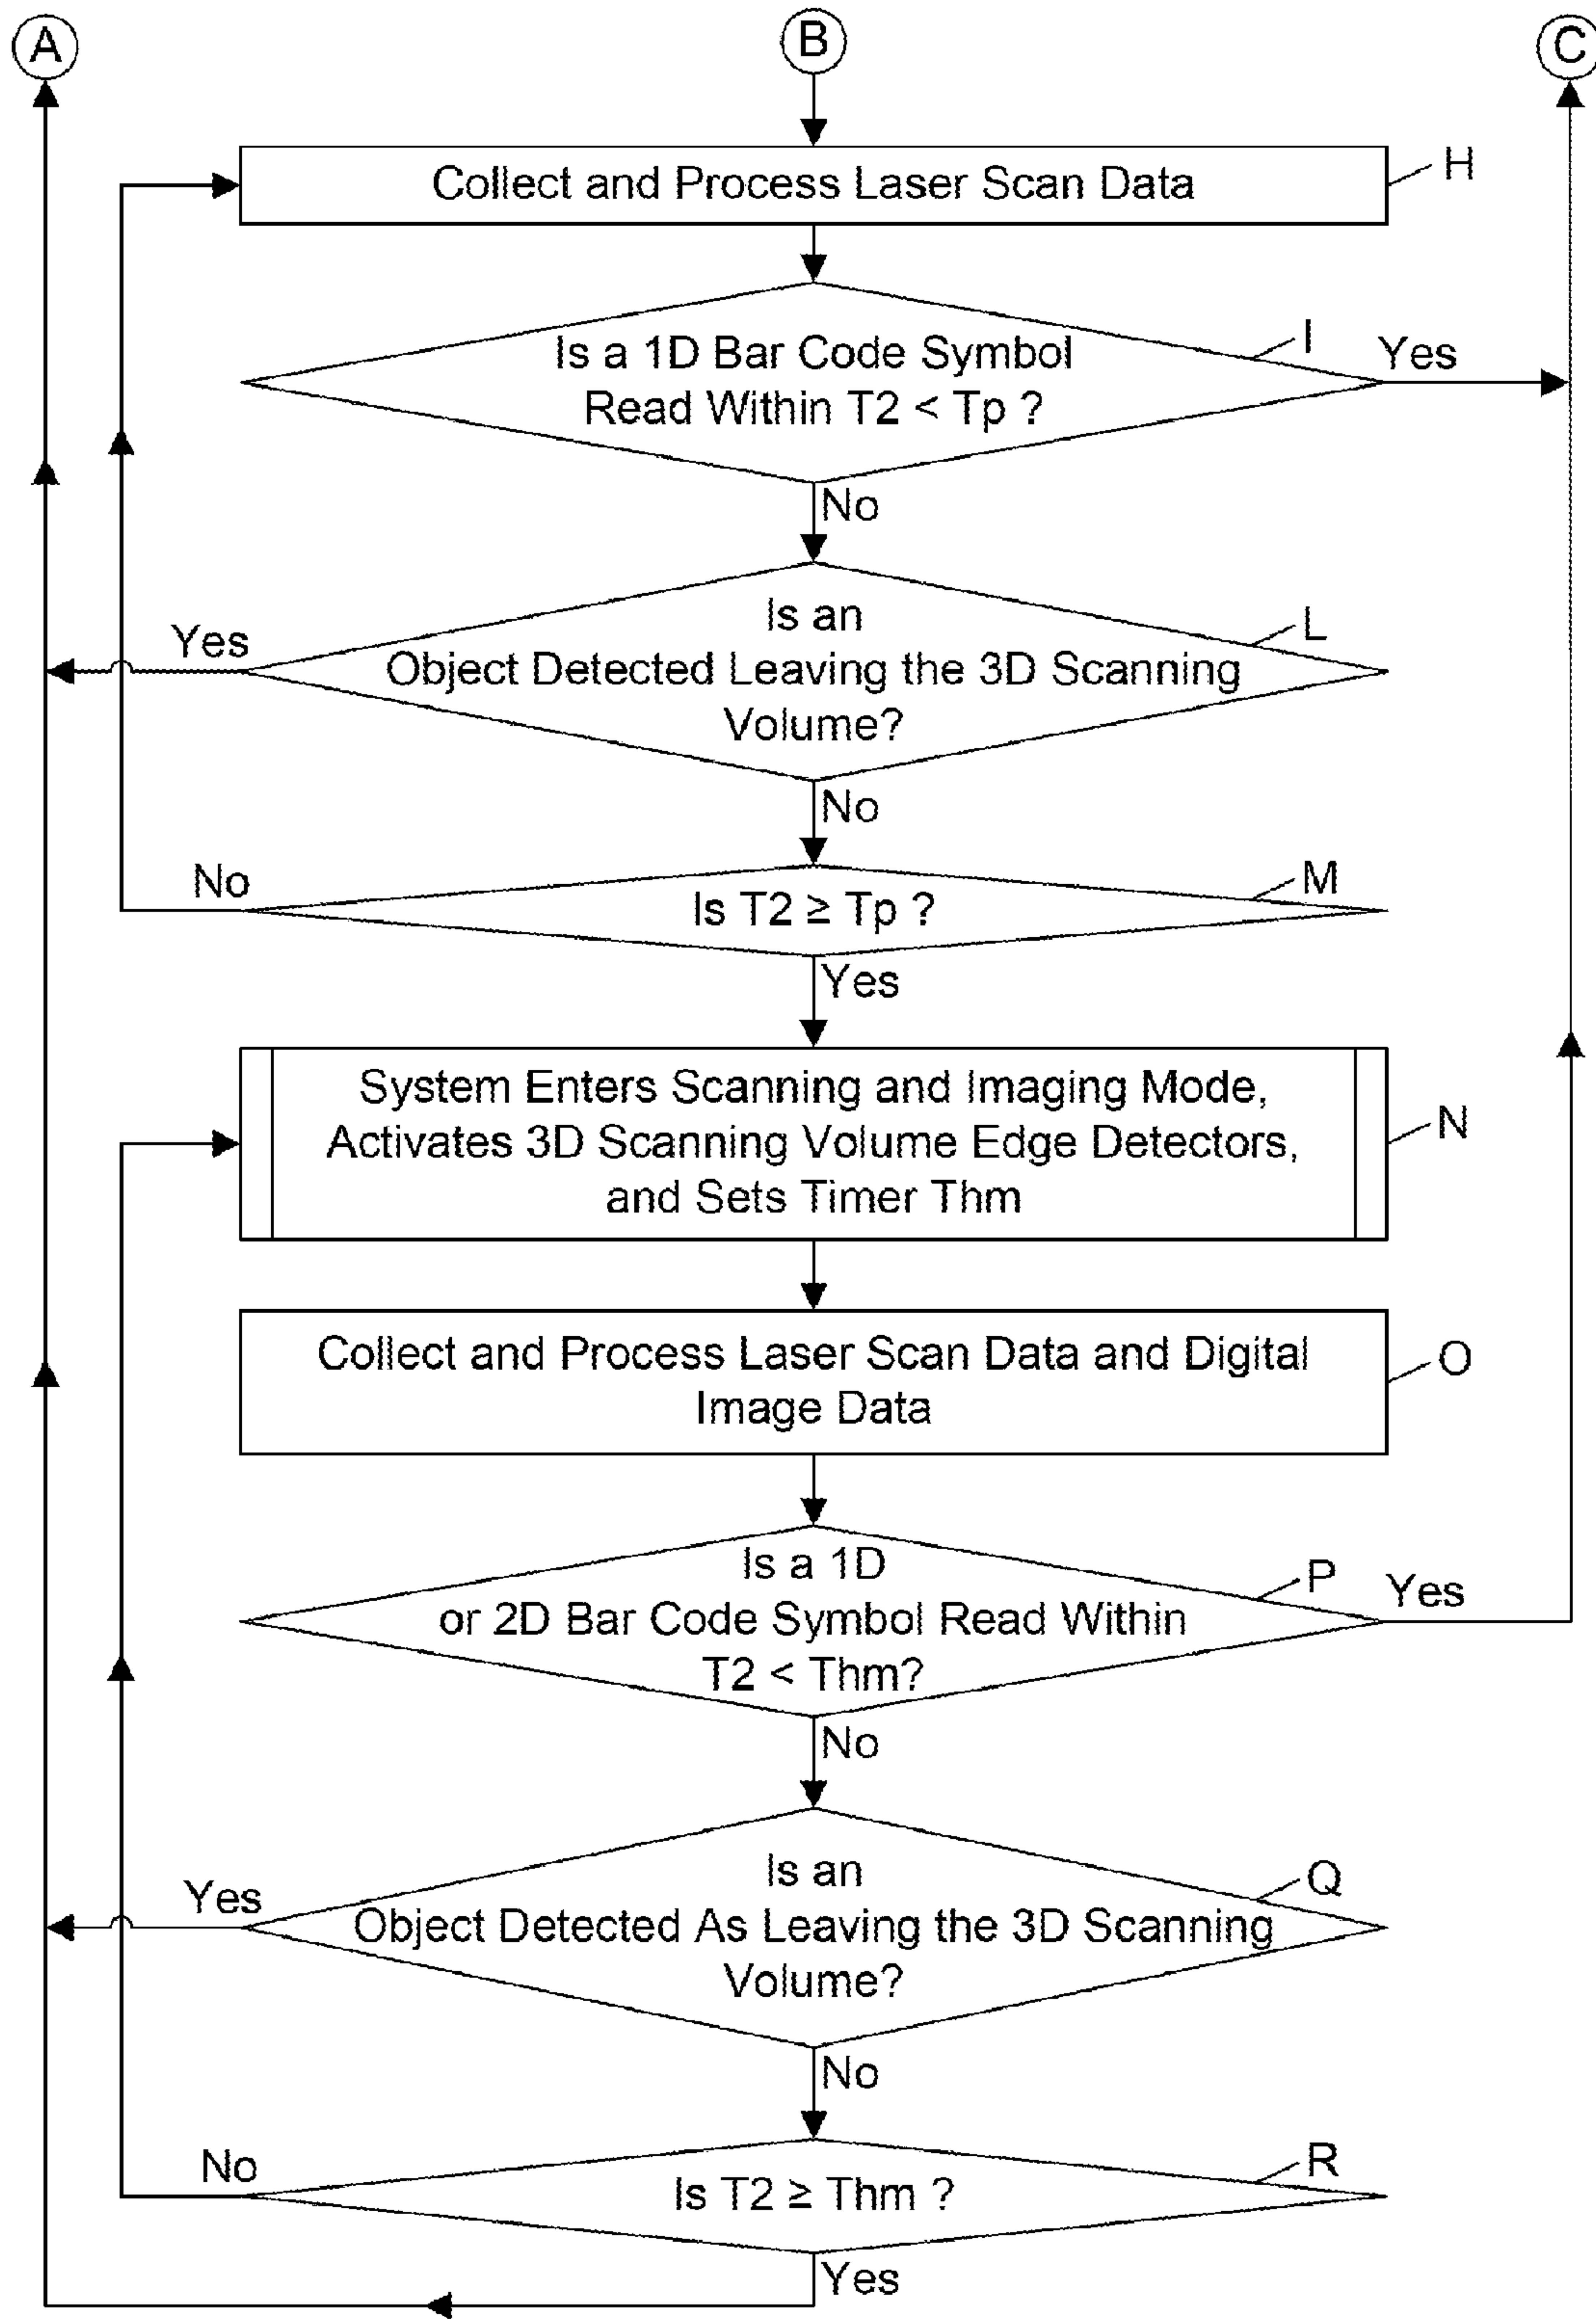 A
B
C
Collect and Process Laser Scan Data
H
Is a 1D Bar Code Symbol
Read Within T2 < Tp ?
I
Yes
No
Is an
Object Detected Leaving the 3D Scanning
Volume?
L
Yes
No
Is T2 ≥ Tp ?
M
No
Yes
System Enters Scanning and Imaging Mode,
Activates 3D Scanning Volume Edge Detectors,
and Sets Timer Thm
N
Collect and Process Laser Scan Data and Digital
Image Data
O
Is a 1D
or 2D Bar Code Symbol Read Within
T2 < Thm?
P
Yes
No
Is an
Object Detected As Leaving the 3D Scanning
Volume?
Q
Yes
No
Is T2 ≥ Thm ?
R
No
Yes